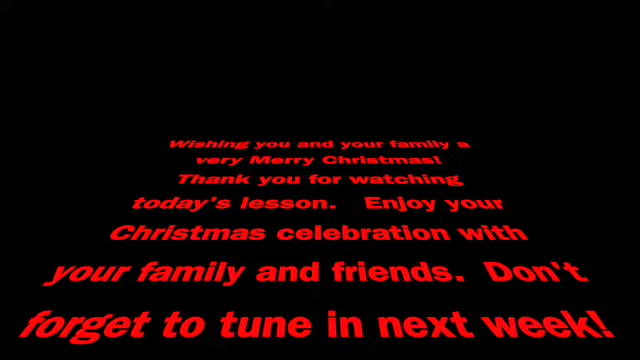 Wishing you and your family a
very Merry Christmas!
Thank you for watching
today's lesson. Enjoy your
Christmas celebration with
your family and friends. Don't
forget to tune in next week!